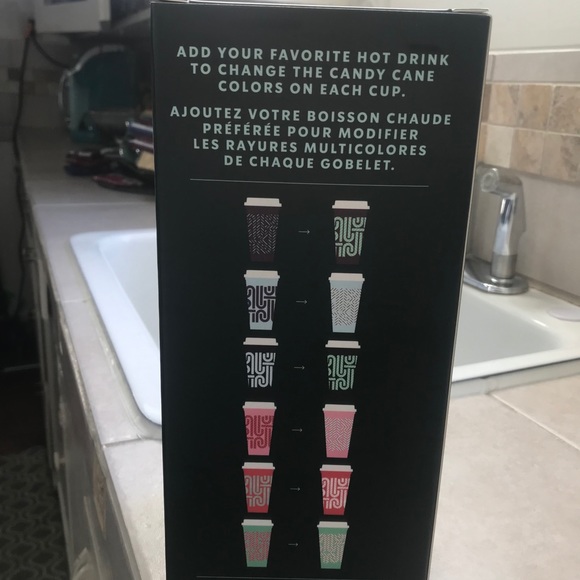 ADD YOUR FAVORITE HOT DRINK
TO CHANGE THE CANDY CANE
COLORS ON EACH CUP.
AJOUTEZ VOTRE BOISSON CHAUDE
PRÉFÉRÉE POUR MODIFIER
LES RAYURES MULTICOLORES
DE CHAQUE GOBELET.